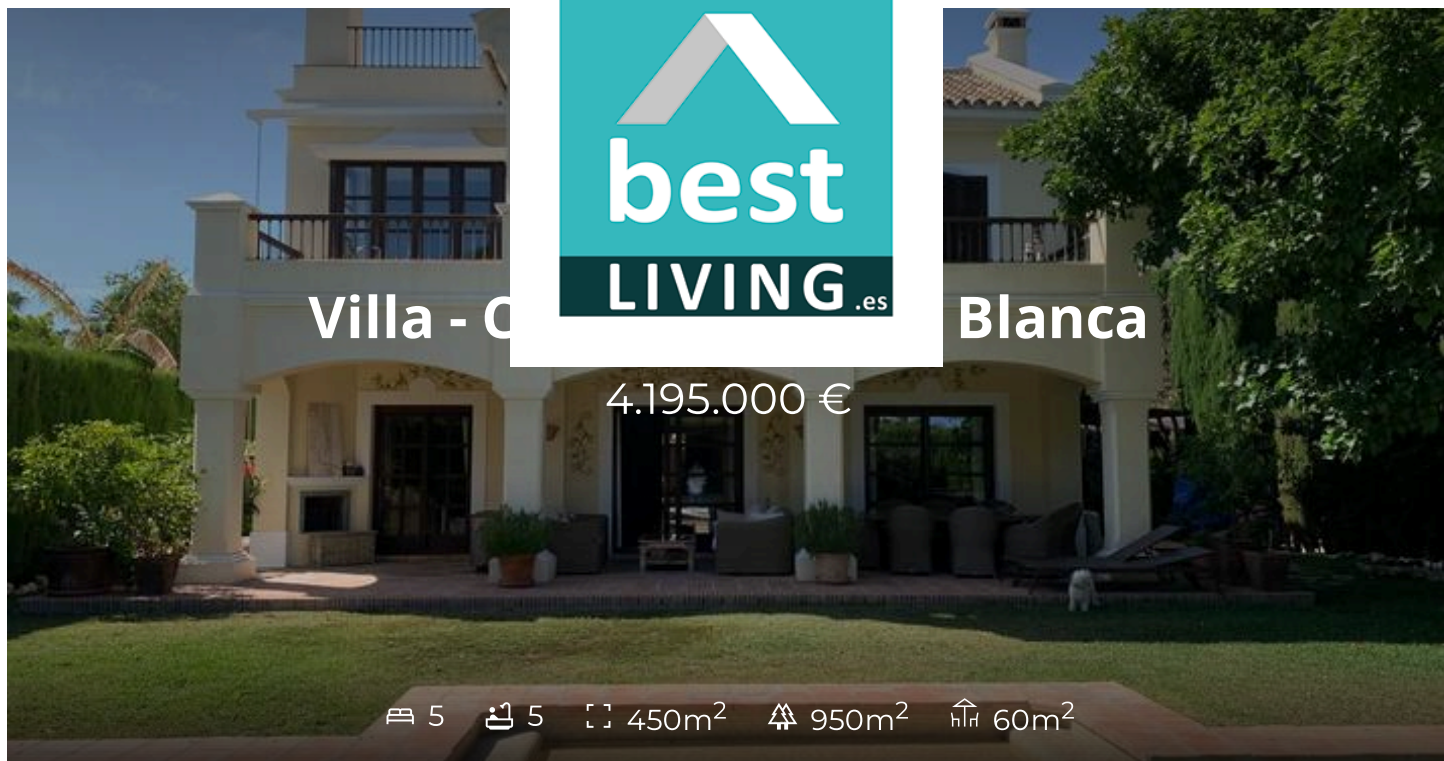 best
LIVING.es
Villa - C Blanca
4.195.000 €
5 5 450m² 950m² 60m²